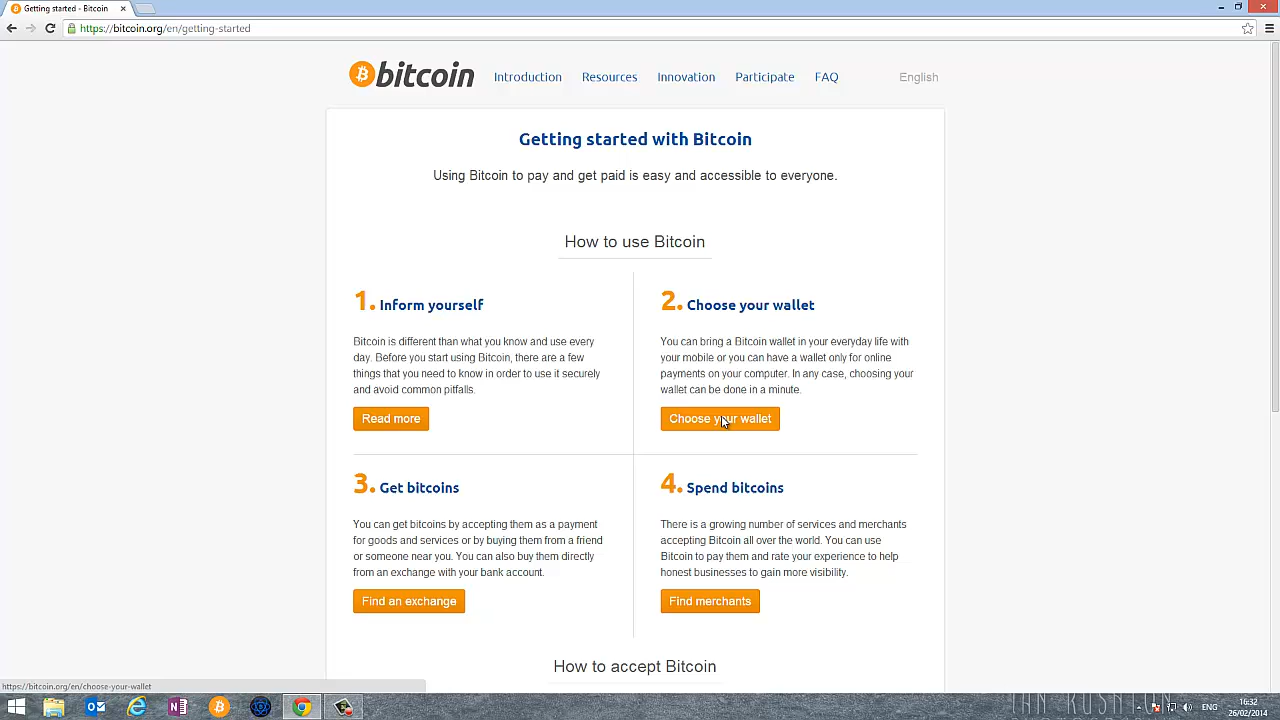 Getting started - Bitcoin
https://bitcoin.org/en/getting-started
bitcoin
Introduction
Resources
Innovation
Participate
FAQ
English
Getting started with Bitcoin
Using Bitcoin to pay and get paid is easy and accessible to everyone.
How to use Bitcoin
1. Inform yourself
Bitcoin is different than what you know and use every
day. Before you start using Bitcoin, there are a few
things that you need to know in order to use it securely
and avoid common pitfalls.
Read more
2. Choose your wallet
You can bring a Bitcoin wallet in your everyday life with
your mobile or you can have a wallet only for online
payments on your computer. In any case, choosing your
wallet can be done in a minute.
Choose your wallet
3. Get bitcoins
You can get bitcoins by accepting them as a payment
for goods and services or by buying them from a friend
or someone near you. You can also buy them directly
from an exchange with your bank account.
Find an exchange
4. Spend bitcoins
There is a growing number of services and merchants
accepting Bitcoin all over the world. You can use
Bitcoin to pay them and rate your experience to help
honest businesses to gain more visibility.
Find merchants
How to accept Bitcoin
https://bitcoin.org/en/choose-your-wallet
ENG
16:32
26/02/2014